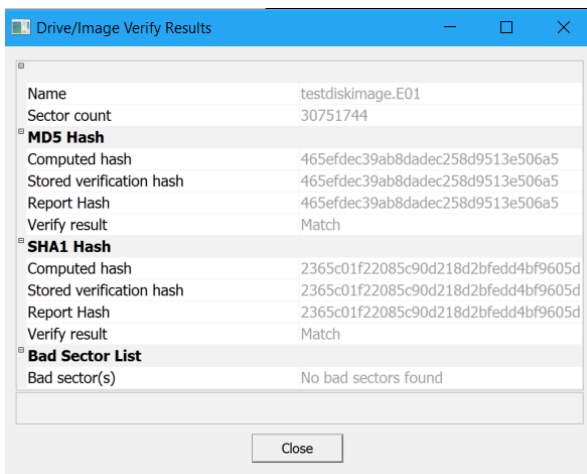 Drive/Image Verify Results
Name testdiskimage.E01
Sector count 30751744
MD5 Hash
Computed hash 465efdec39ab8dadec258d9513e506a5
Stored verification hash 465efdec39ab8dadec258d9513e506a5
Report Hash 465efdec39ab8dadec258d9513e506a5
Verify result Match
SHA1 Hash
Computed hash 2365c01f22085c90d218d2bfedd4bf9605d
Stored verification hash 2365c01f22085c90d218d2bfedd4bf9605d
Report Hash 2365c01f22085c90d218d2bfedd4bf9605d
Verify result Match
Bad Sector List
Bad sector(s) No bad sectors found
Close